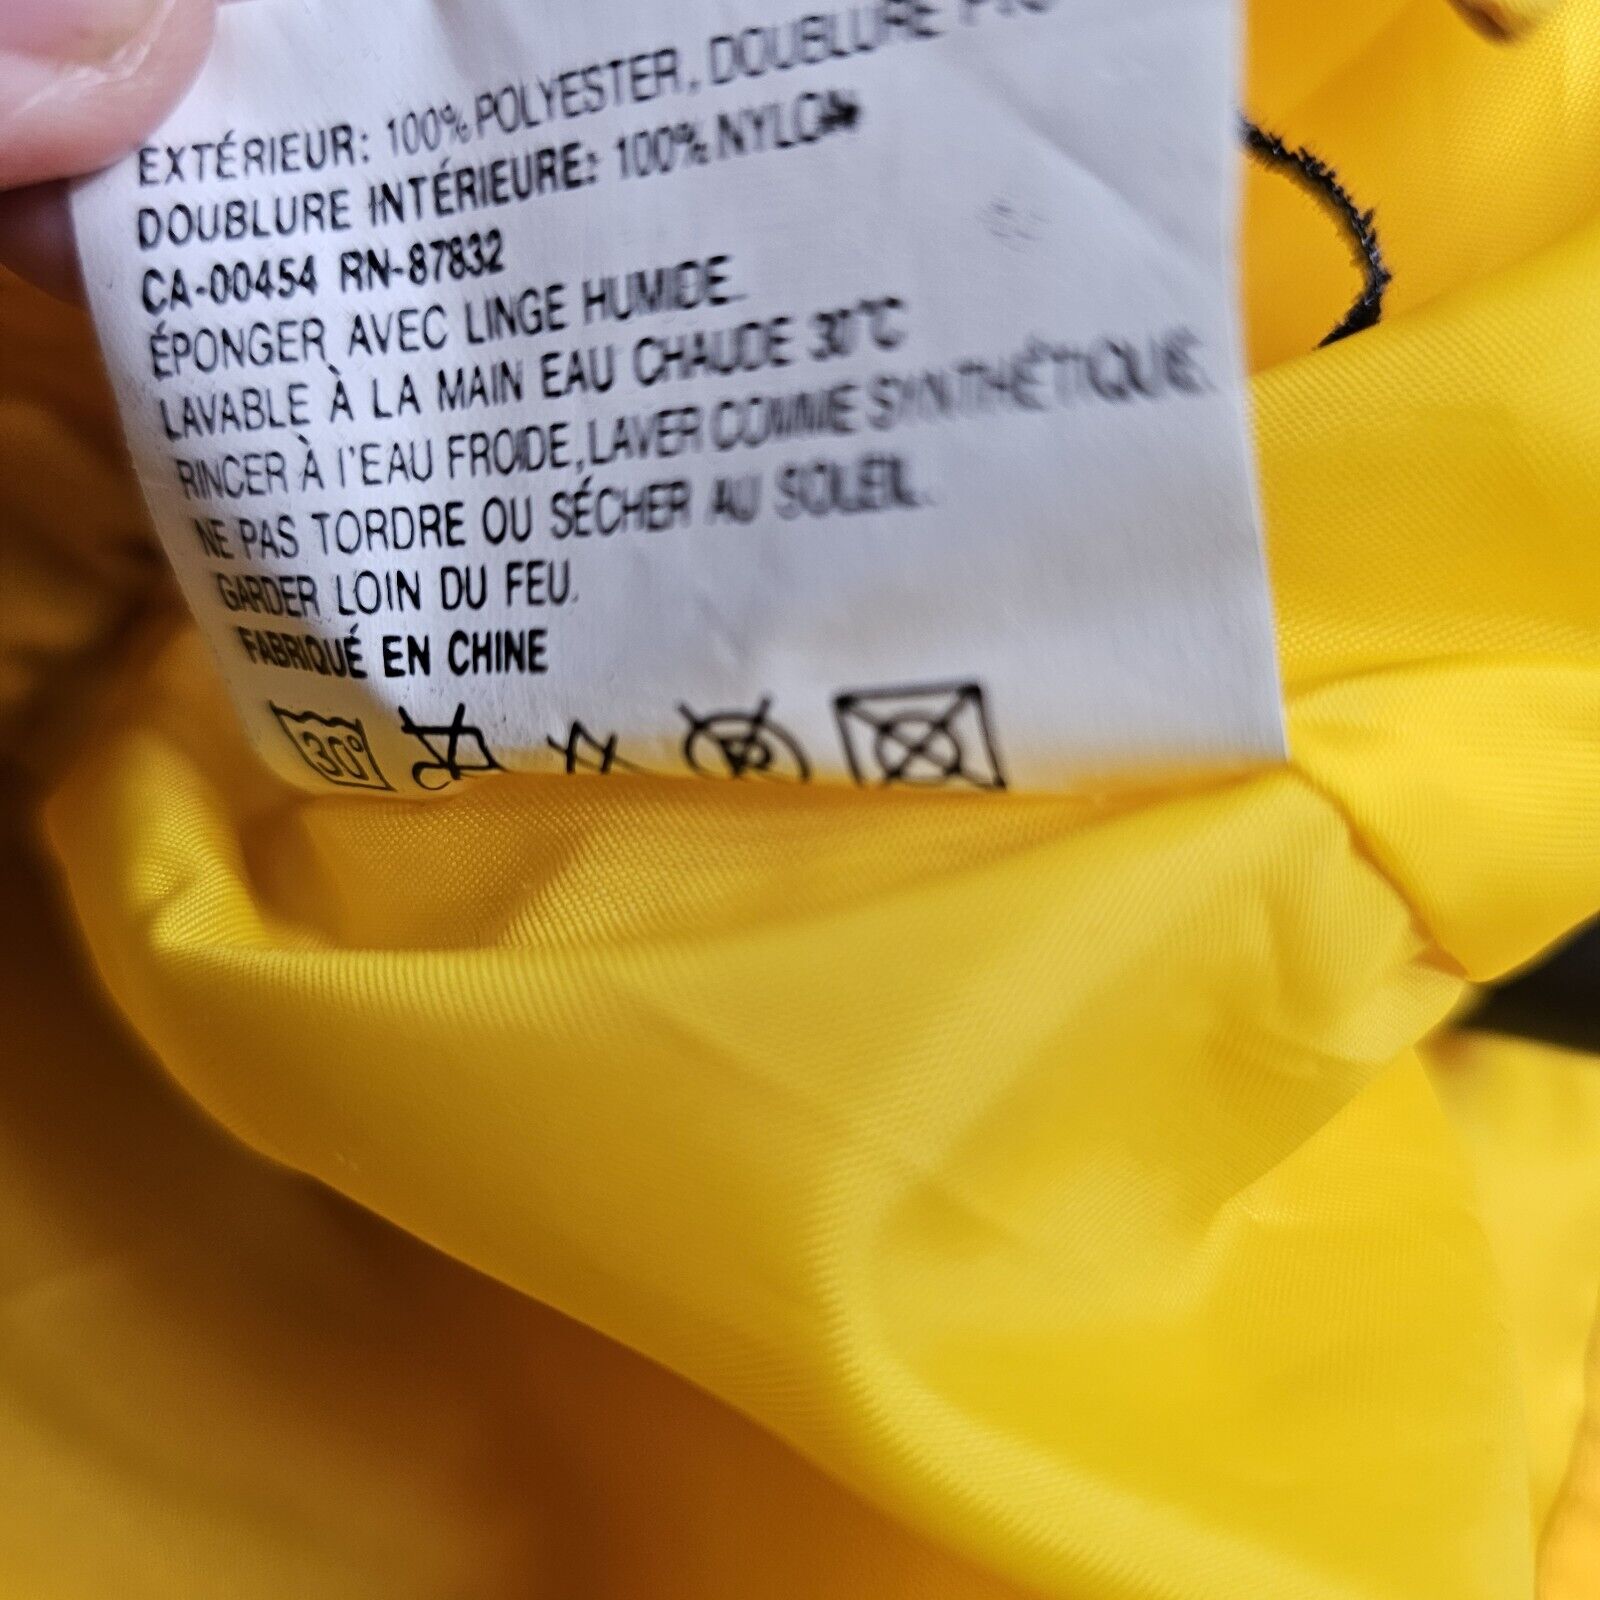 EXTÉRIEUR: 100% POLYESTER, DOUBLURE
DOUBLURE INTÉRIEURE: 100% NYLON
CA-00454 RN-87832
ÉPONGER AVEC LINGE HUMIDE.
LAVABLE À LA MAIN EAU CHAUDE 30°C
RINCER À l'EAU FROIDE, LAVER COMME SYNTHÉTIQUE.
NE PAS TORDRE OU SÉCHER AU SOLEIL.
GARDER LOIN DU FEU.
FABRIQUÉ EN CHINE
30°